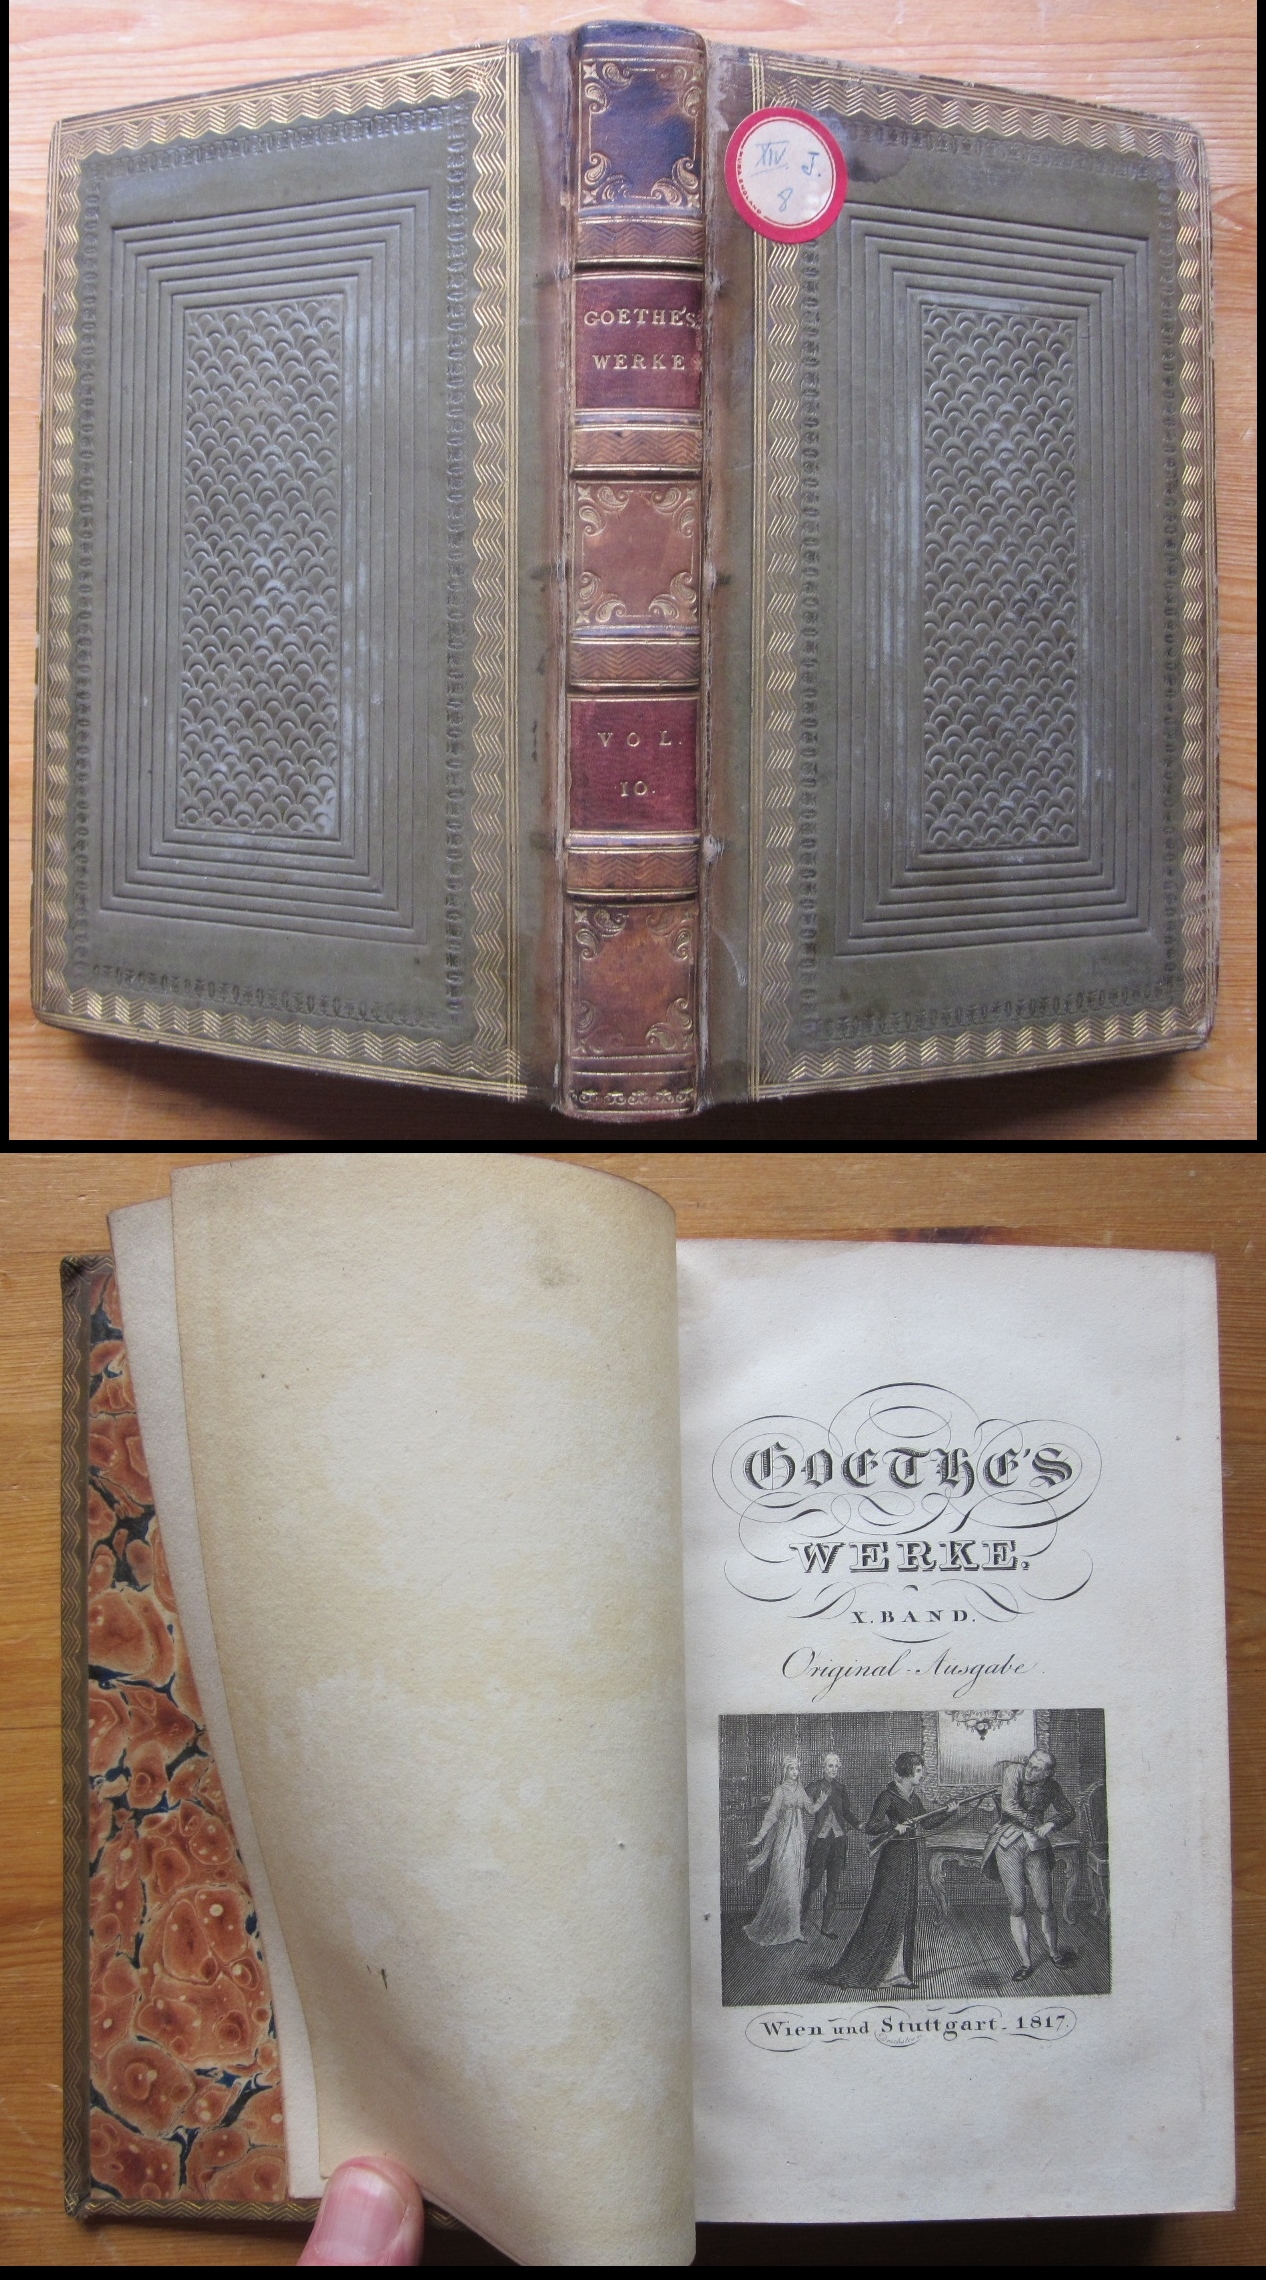 XIV. J.
8
GOETHE'S
WERKE
VOL.
10.
GOETHE'S
WERKE.
X. BAND.
Original-Ausgabe.
Wien und Stuttgart. 1817.